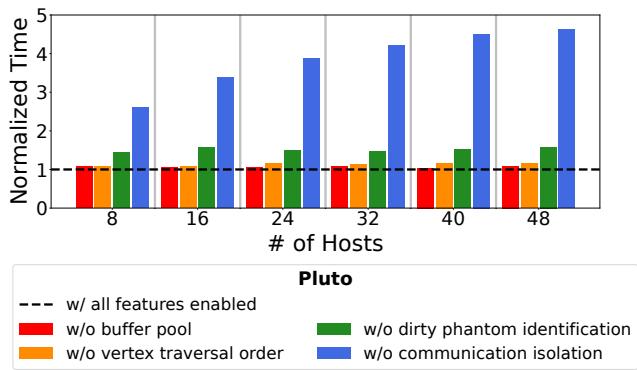 5
4
3
2
1
0
Normalized Time
8 16 24 32 40 48
# of Hosts
Pluto
w/ all features enabled
w/o buffer pool
w/o vertex traversal order
w/o dirty phantom identification
w/o communication isolation